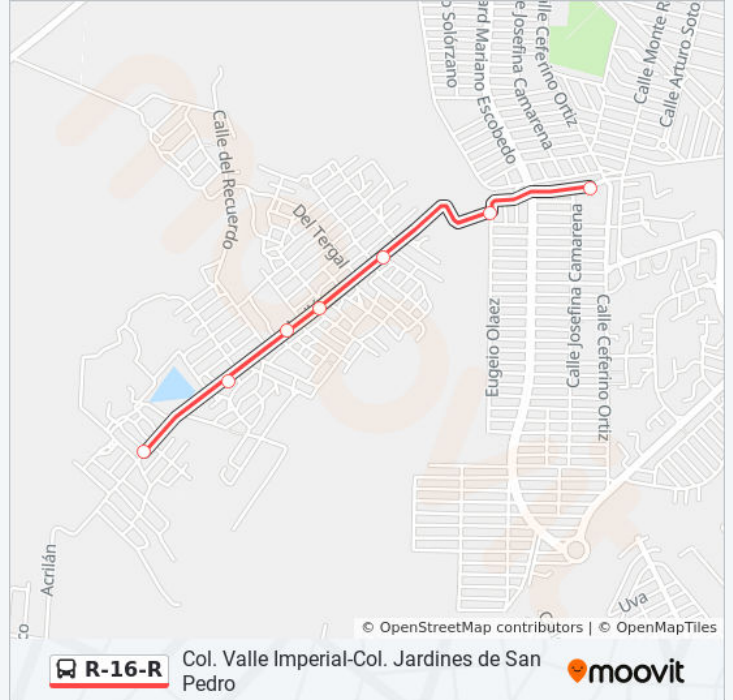 o Solórzano
ard Mariano Escobedo
e Josefina Camarena
alle Ceferino Ortiz
Calle Monte R
Calle Arturo Soto
Calle del Recuerdo
Del Tergal
Eugeio Olaez
Calle Josefina Camarena
Calle Ceferino Ortiz
Acrilán
Uva
co
© OpenStreetMap contributors | © OpenMapTiles
R-16-R
Col. Valle Imperial-Col. Jardines de San
Pedro
moovit